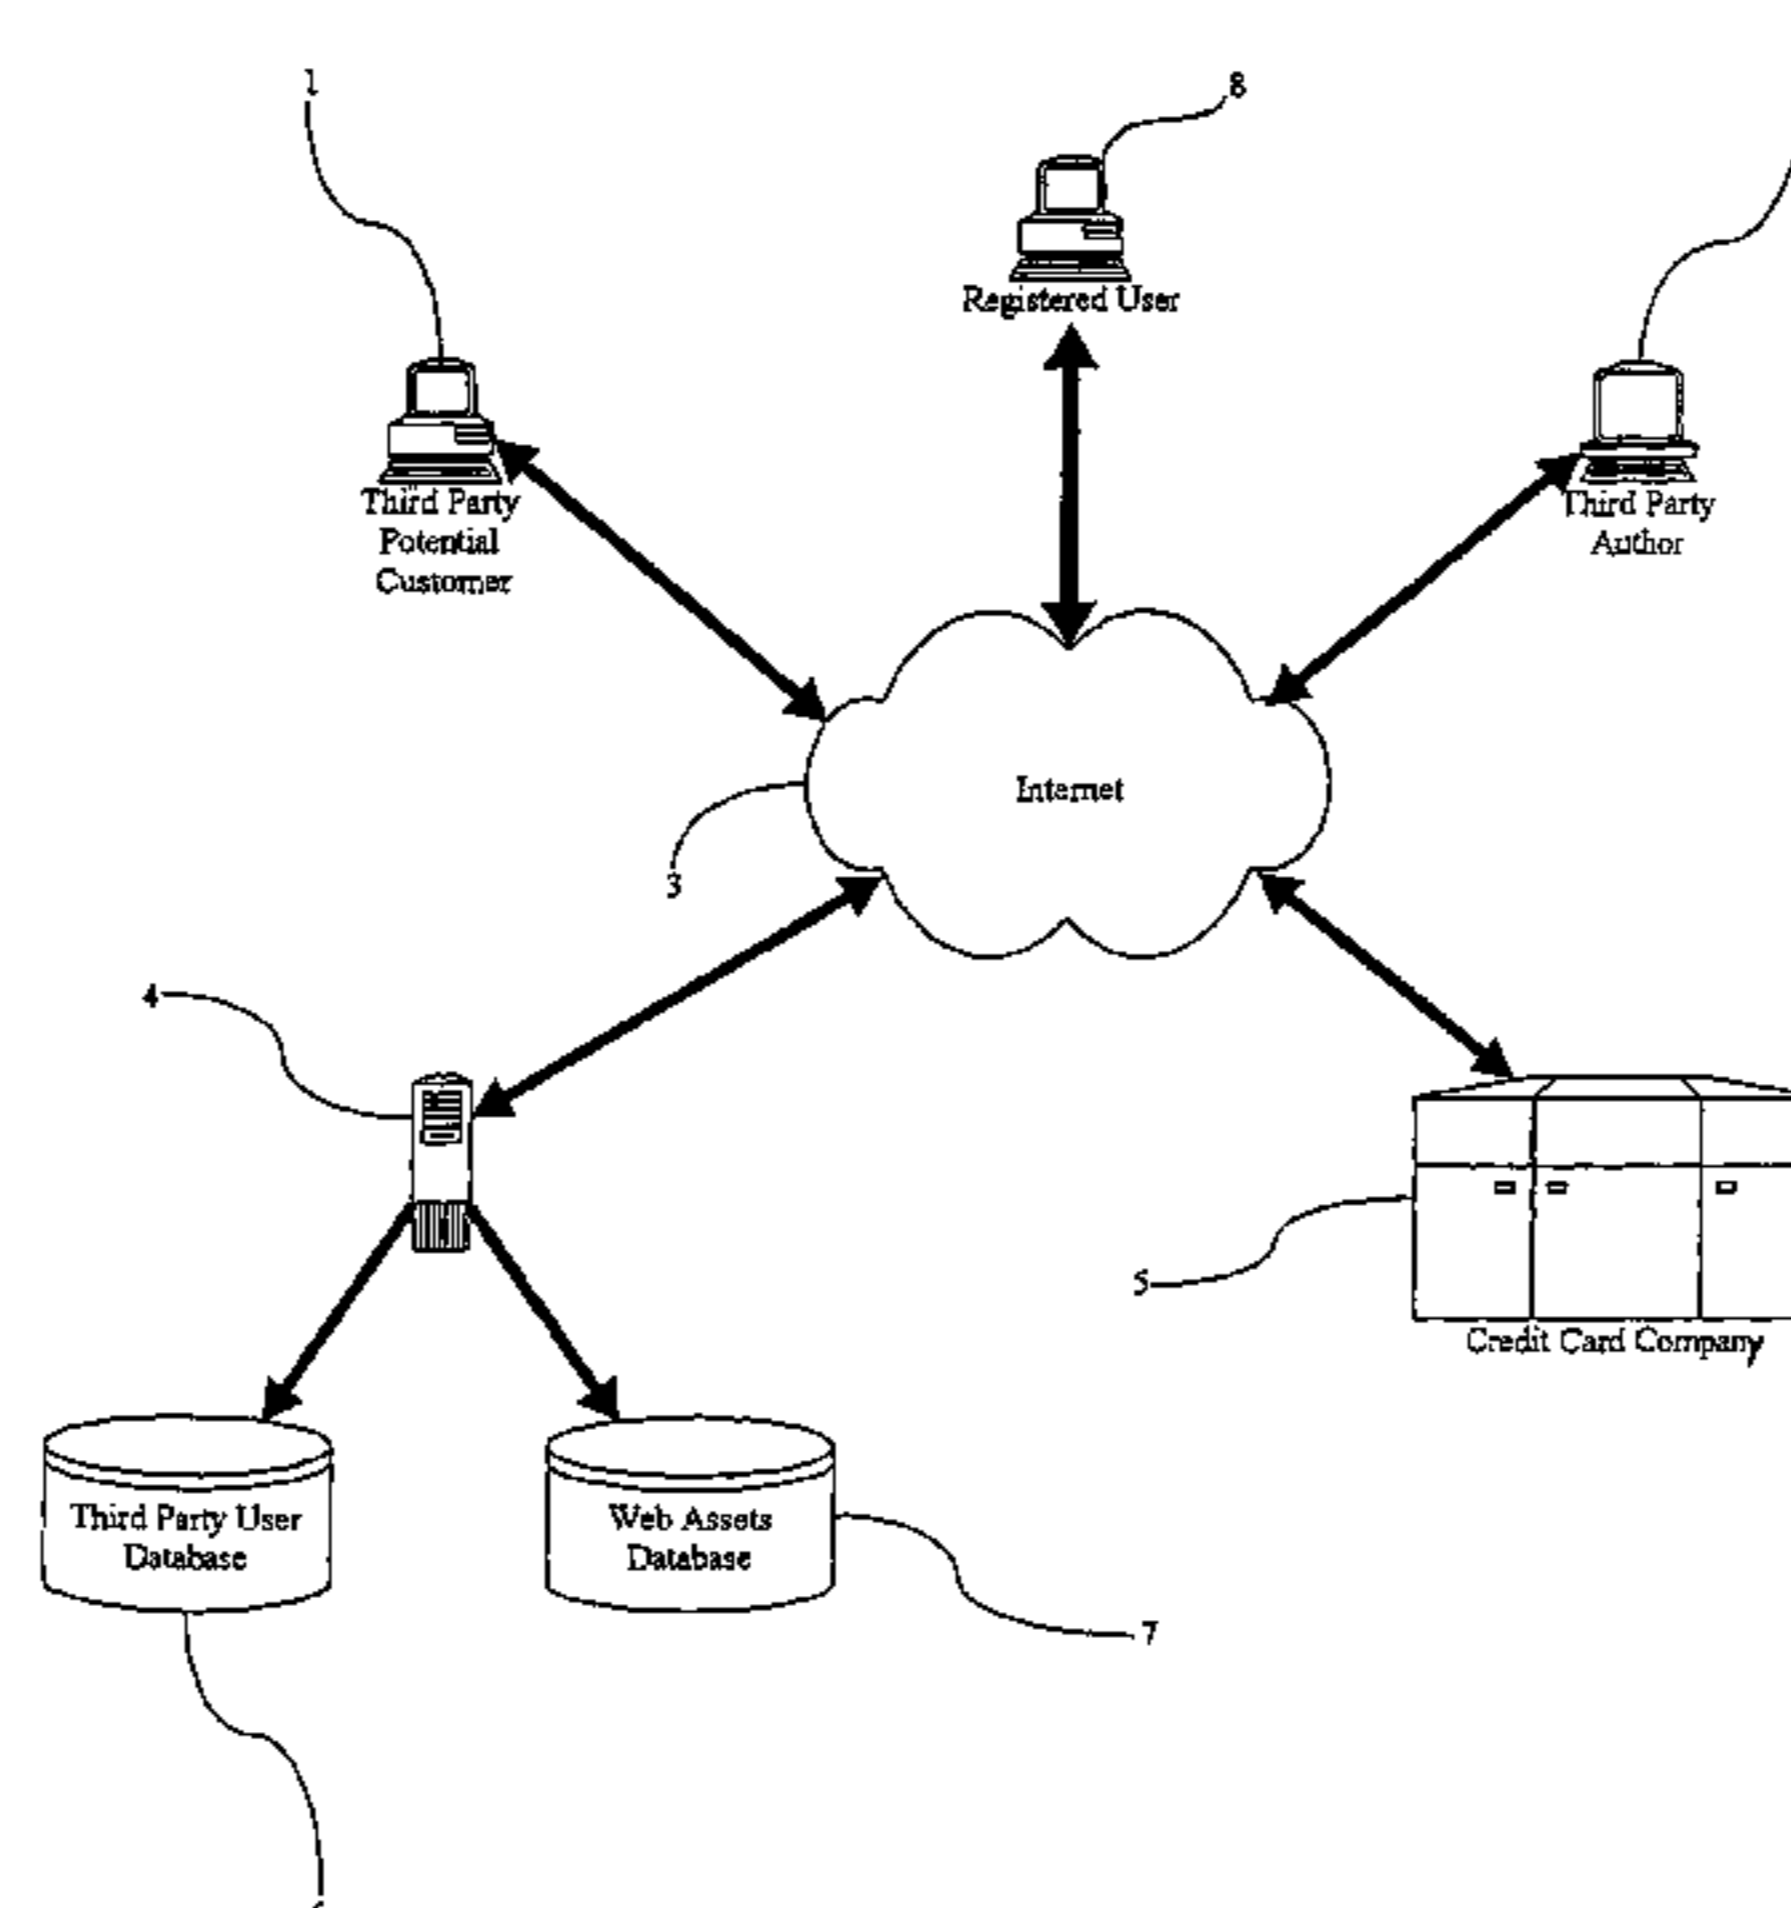 1
8
Registered User
Third Party
Potential
Customer
Third Party
Author
Internet
3
4
5
Credit Card Company
Third Party User
Database
Web Assets
Database
7